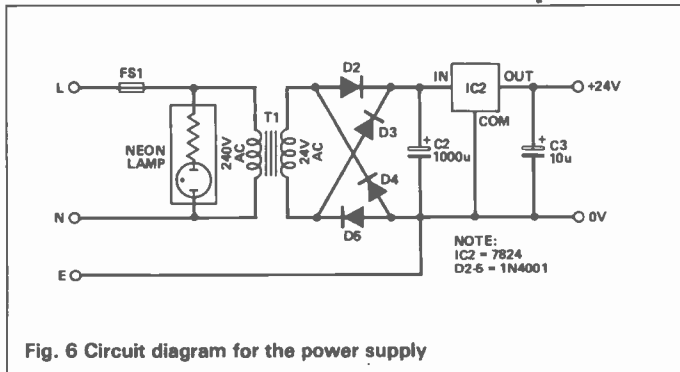 FS1
D2
IN
IC2
OUT
L
+24V
COM
T1
D3
NEON
LAMP
240V
AC
24V
AC
+
C2
1000u
+
C3
10u
D4
N
D5
0V
NOTE:
IC2 = 7824
D2-5 = 1N4001
E
Fig. 6 Circuit diagram for the power supply